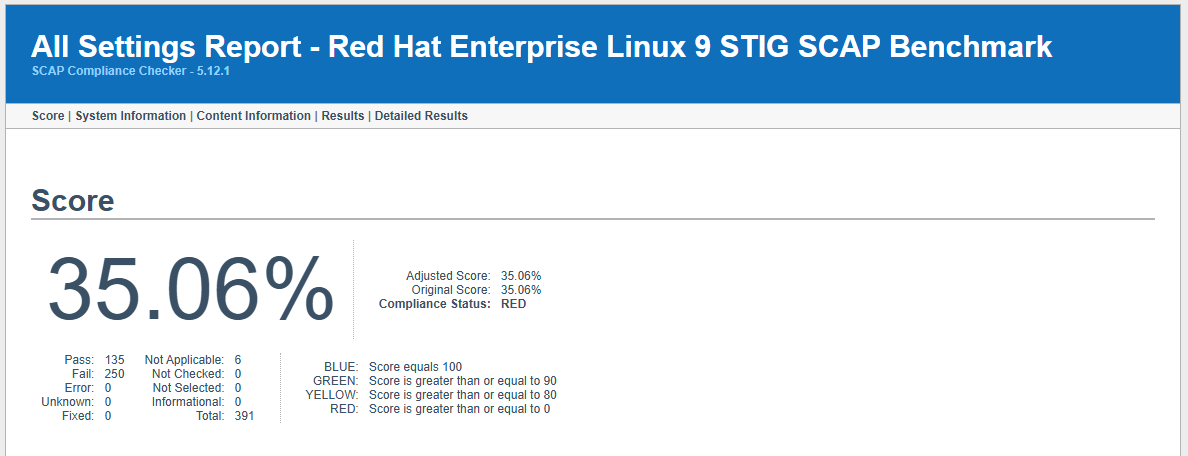 All Settings Report - Red Hat Enterprise Linux 9 STIG SCAP Benchmark
SCAP Compliance Checker - 5.12.1
Score | System Information | Content Information | Results | Detailed Results
Score
35.06%
Adjusted Score: 35.06%
Original Score: 35.06%
Compliance Status: RED
Pass: 135 Not Applicable: 6
Fail: 250 Not Checked: 0
Error: 0 Not Selected: 0
Unknown: 0 Informational: 0
Fixed: 0 Total: 391
BLUE: Score equals 100
GREEN: Score is greater than or equal to 90
YELLOW: Score is greater than or equal to 80
RED: Score is greater than or equal to 0